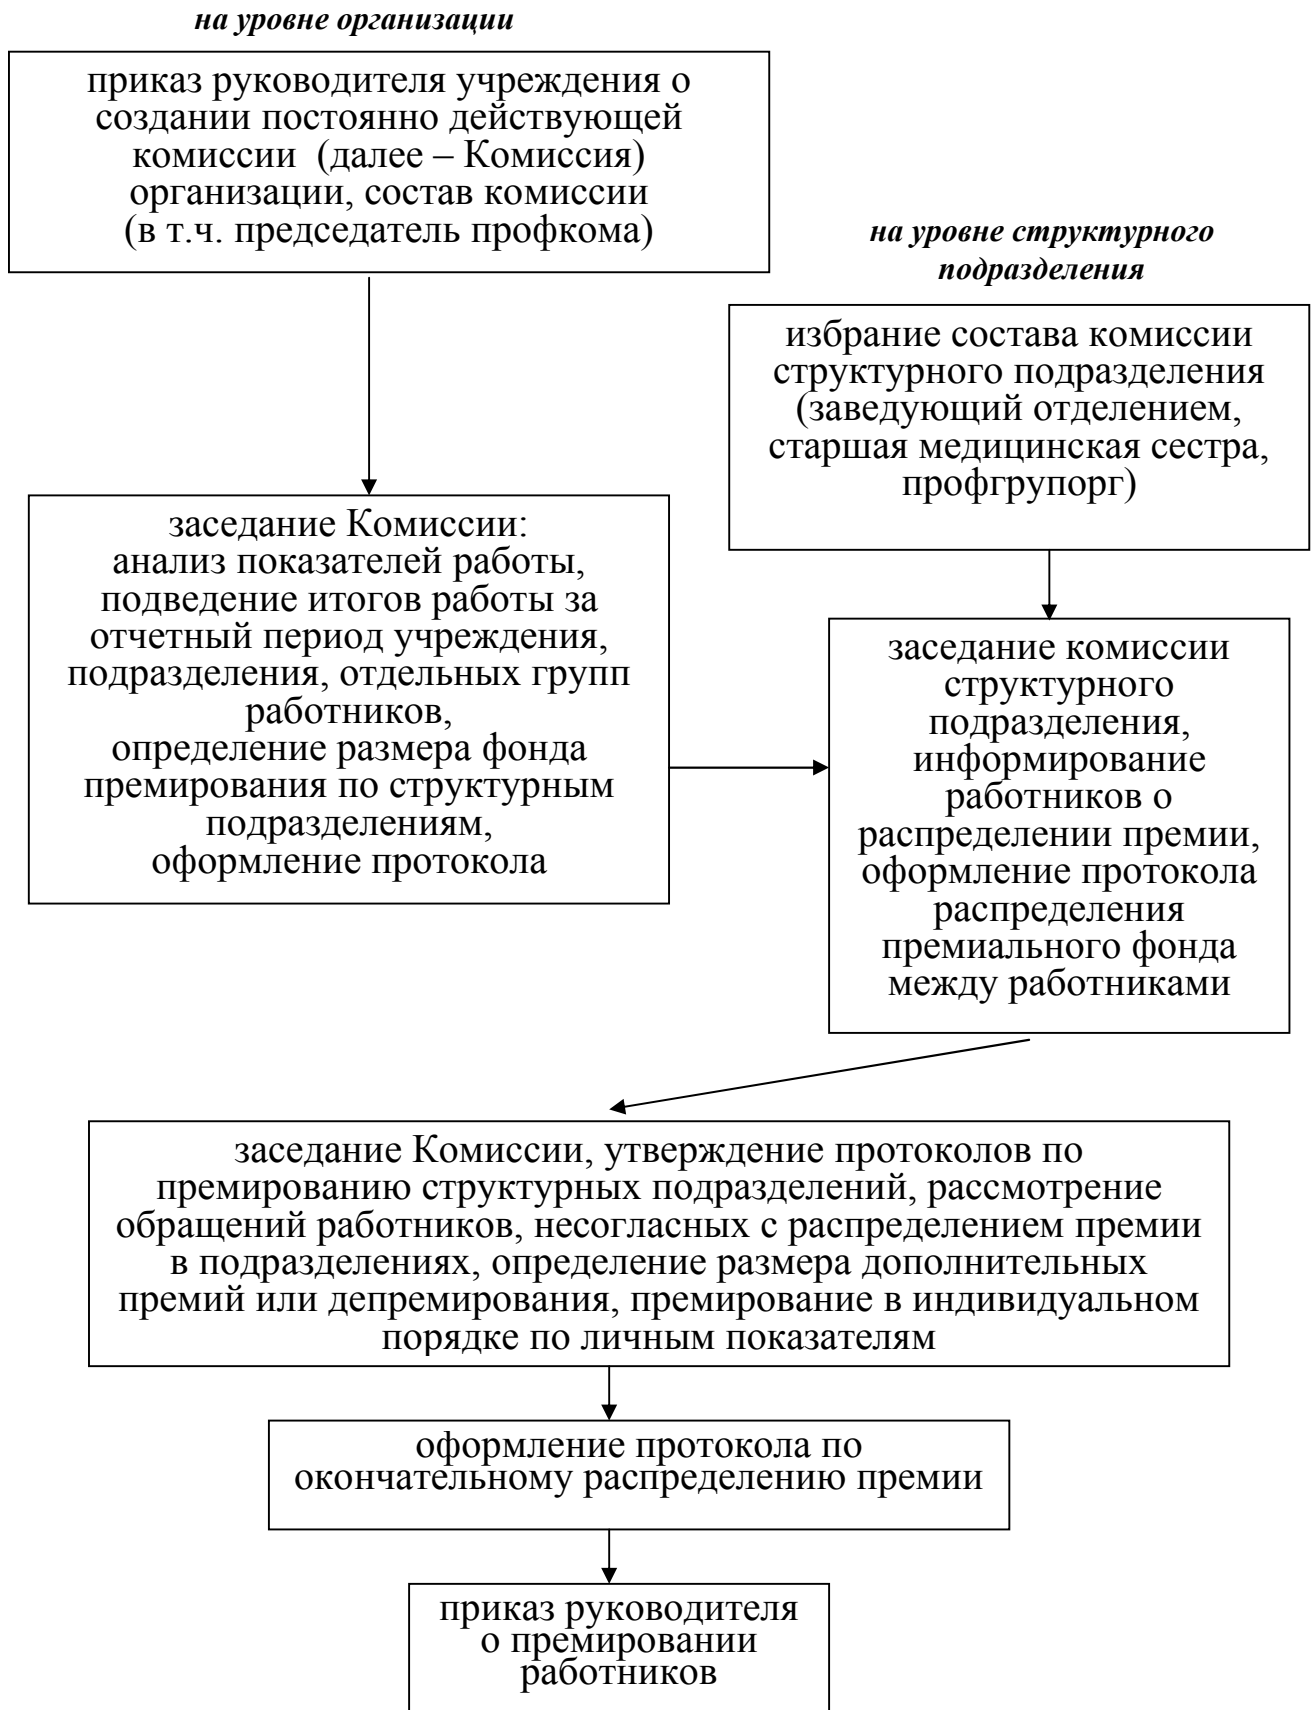 на уровне организации
приказ руководителя учреждения о
создании постоянно действующей
комиссии (далее – Комиссия)
организации, состав комиссии
(в т.ч. председатель профкома)
на уровне структурного
подразделения
избрание состава комиссии
структурного подразделения
(заведующий отделением,
старшая медицинская сестра,
профгрупорг)
заседание Комиссии:
анализ показателей работы,
подведение итогов работы за
отчетный период учреждения,
подразделения, отдельных групп
работников,
определение размера фонда
премирования по структурным
подразделениям,
оформление протокола
заседание комиссии
структурного
подразделения,
информирование
работников о
распределении премии,
оформление протокола
распределения
премиального фонда
между работниками
заседание Комиссии, утверждение протоколов по
премированию структурных подразделений, рассмотрение
обращений работников, несогласных с распределением премии
в подразделениях, определение размера дополнительных
премий или депремирования, премирование в индивидуальном
порядке по личным показателям
оформление протокола по
окончательному распределению премии
приказ руководителя
о премировании
работников